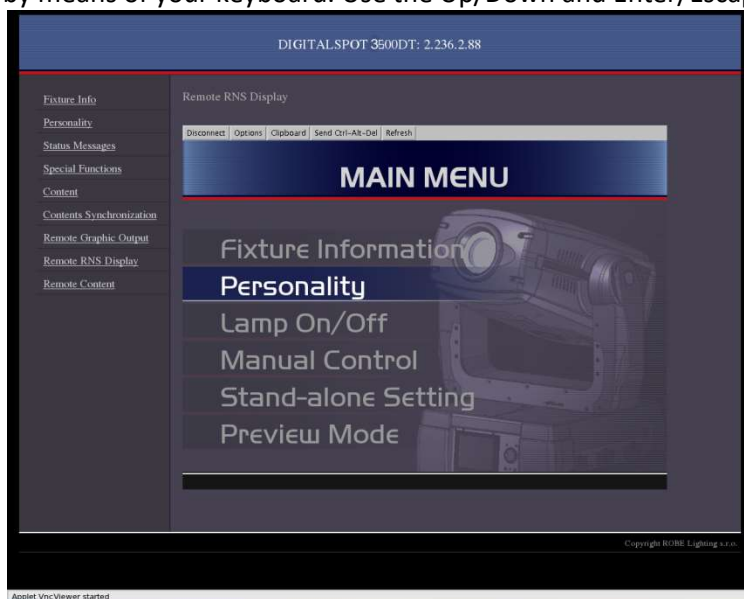 by means of your keyboard. Use the Up/Down and Enter/Escap
DIGITALSPOT 3500DT: 2.236.2.88
Fixture Info
Personality
Status Messages
Special Functions
Content
Contents Synchronization
Remote Graphic Output
Remote RNS Display
Remote Content
Remote RNS Display
Disconnect Options Clipboard Send Ctrl-Alt-Del Refresh
MAIN MENU
Fixture Information
Personality
Lamp On/Off
Manual Control
Stand-alone Setting
Preview Mode
Copyright ROBE Lighting s.r.o.
Applet VncViewer started